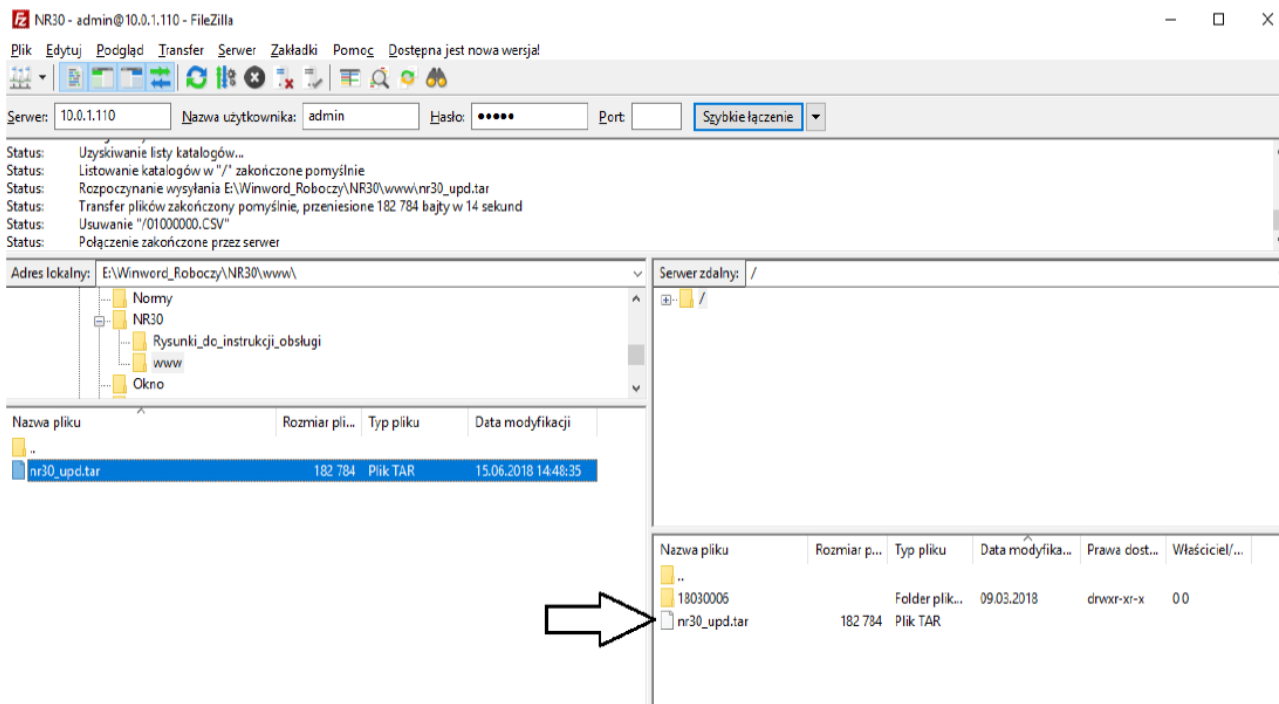 NR30 - admin@10.0.1.110 - FileZilla
Plik Edytuj Podgląd Transfer Serwer Zakładki Pomoc Dostępna jest nowa wersja!
Serwer: 10.0.1.110 Nazwa użytkownika: admin Hasło: ●●●●● Port: Szybkie łączenie
Status: Uzyskiwanie listy katalogów...
Status: Listowanie katalogów w "/" zakończone pomyślnie
Status: Rozpoczynanie wysyłania E:\Winword_Roboczy\NR30\www\nr30_upd.tar
Status: Transfer plików zakończony pomyślnie, przeniesione 182 784 bajty w 14 sekund
Status: Usuwanie "/01000000.CSV"
Status: Połączenie zakończone przez serwer
Adres lokalny: E:\Winword_Roboczy\NR30\www\
Normy
NR30
Rysunki_do_instrukcji_obsługi
www
Okno
Nazwa pliku Rozmiar pli... Typ pliku Data modyfikacji
..
nr30_upd.tar 182 784 Plik TAR 15.06.2018 14:48:35
Serwer zdalny: /
/
Nazwa pliku Rozmiar p... Typ pliku Data modyfika... Prawa dost... Właściciel/...
..
18030006 Folder plik... 09.03.2018 drwxr-xr-x 0 0
nr30_upd.tar 182 784 Plik TAR